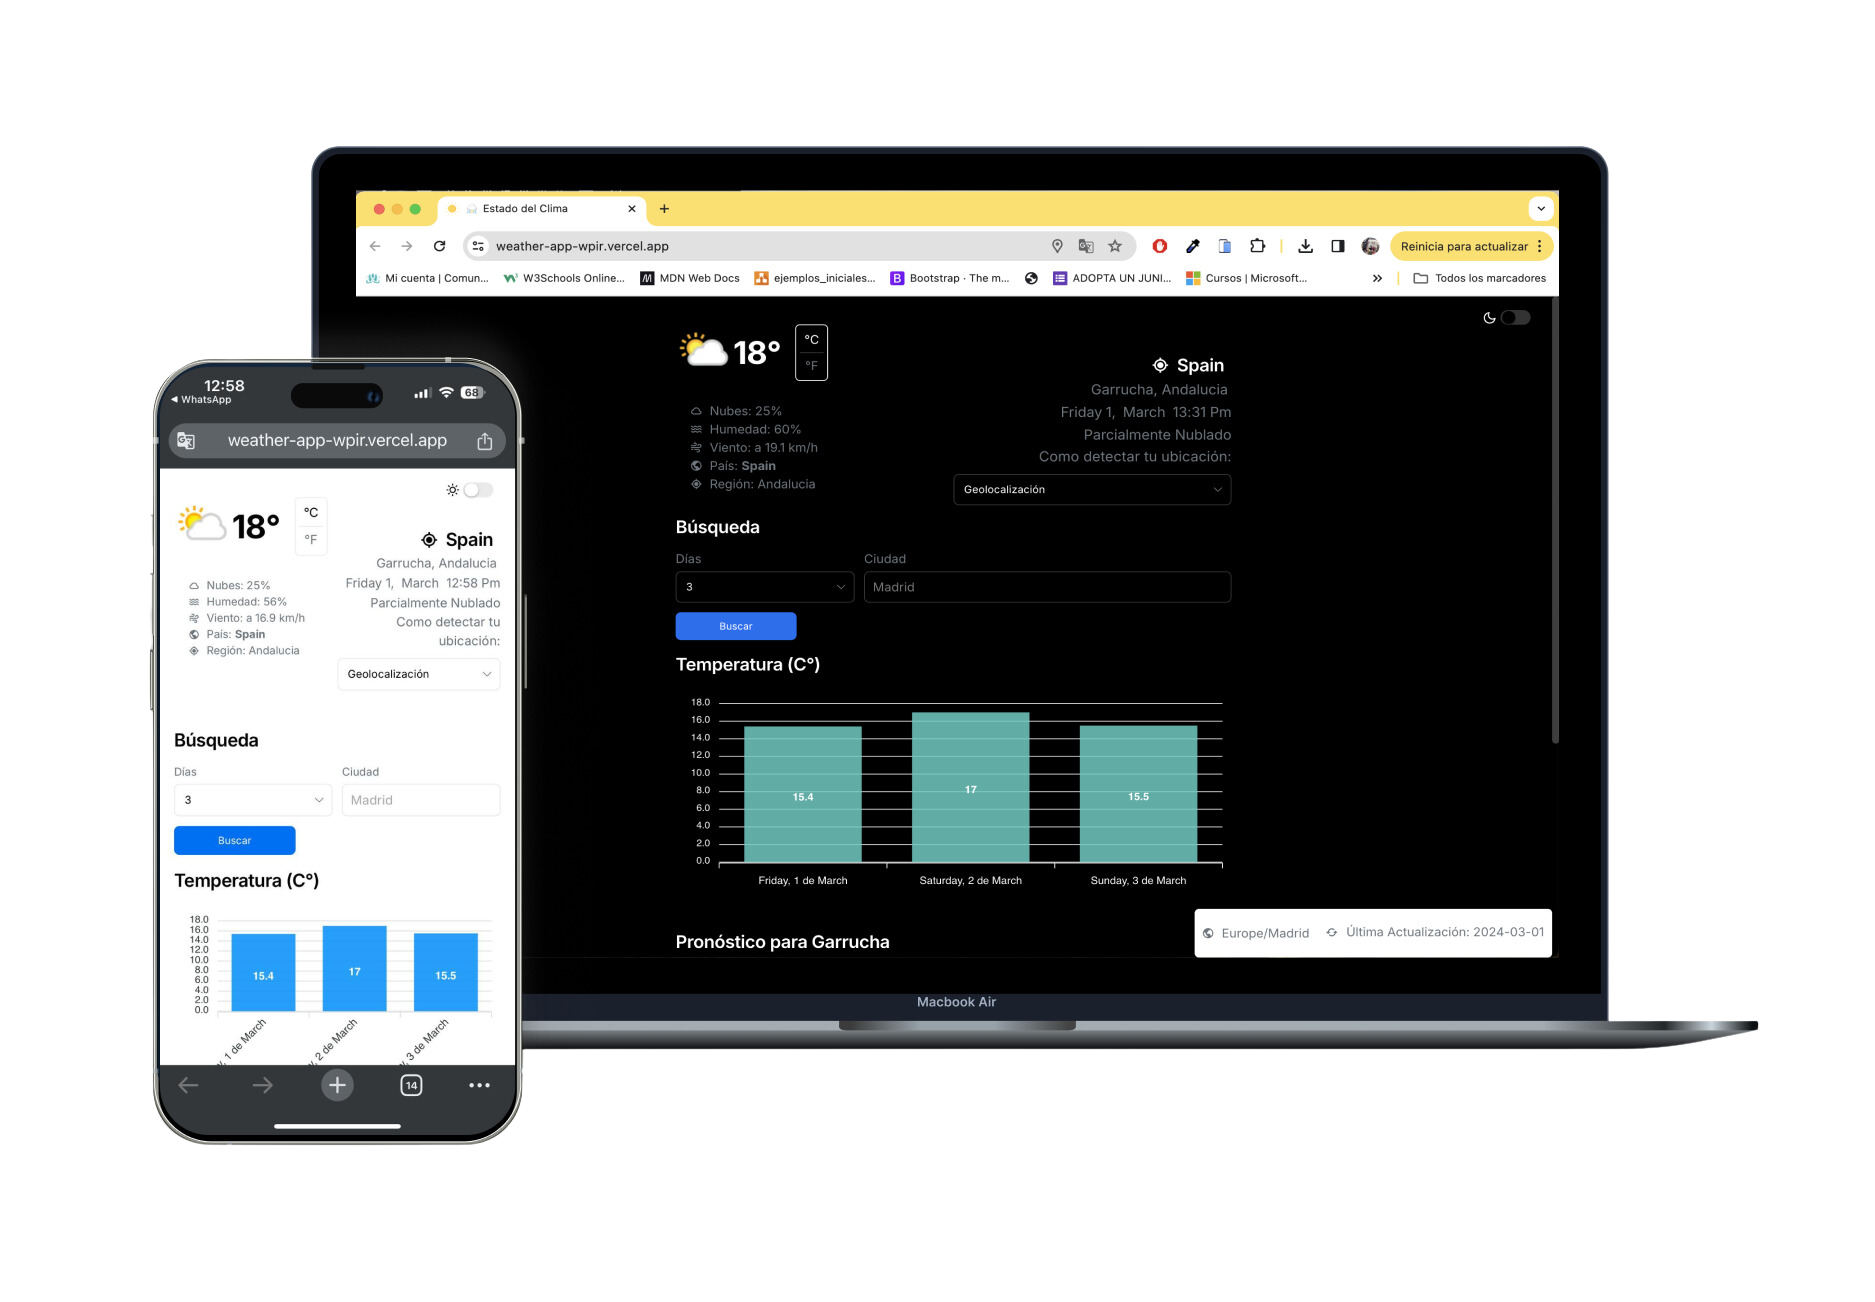 Estado del Clima
weather-app-wpir.vercel.app
Reinicia para actualizar
Mi cuenta | Comun...
W3Schools Online...
MDN Web Docs
ejemplos_iniciales...
Bootstrap · The m...
ADOPTA UN JUNI...
Cursos | Microsoft...
»
Todos los marcadores
18°
°C
°F
Nubes: 25%
Humedad: 60%
Viento: a 19.1 km/h
País: Spain
Región: Andalucia
Spain
Garrucha, Andalucia
Friday 1, March 13:31 Pm
Parcialmente Nublado
Como detectar tu ubicación:
Geolocalización
Búsqueda
Días
Ciudad
3
Madrid
Buscar
Temperatura (C°)
18.0
16.0
14.0
12.0
10.0
8.0
6.0
4.0
2.0
0.0
15.4
17
15.5
Friday, 1 de March
Saturday, 2 de March
Sunday, 3 de March
Pronóstico para Garrucha
Europe/Madrid
Última Actualización: 2024-03-01
Macbook Air
12:58
WhatsApp
68
weather-app-wpir.vercel.app
18°
°C
°F
Nubes: 25%
Humedad: 56%
Viento: a 16.9 km/h
País: Spain
Región: Andalucia
Spain
Garrucha, Andalucia
Friday 1, March 12:58 Pm
Parcialmente Nublado
Como detectar tu
ubicación:
Geolocalización
Búsqueda
Días
Ciudad
3
Madrid
Buscar
Temperatura (C°)
18.0
16.0
14.0
12.0
10.0
8.0
6.0
4.0
2.0
0.0
15.4
17
15.5
, 1 de March
, 2 de March
, 3 de March
14